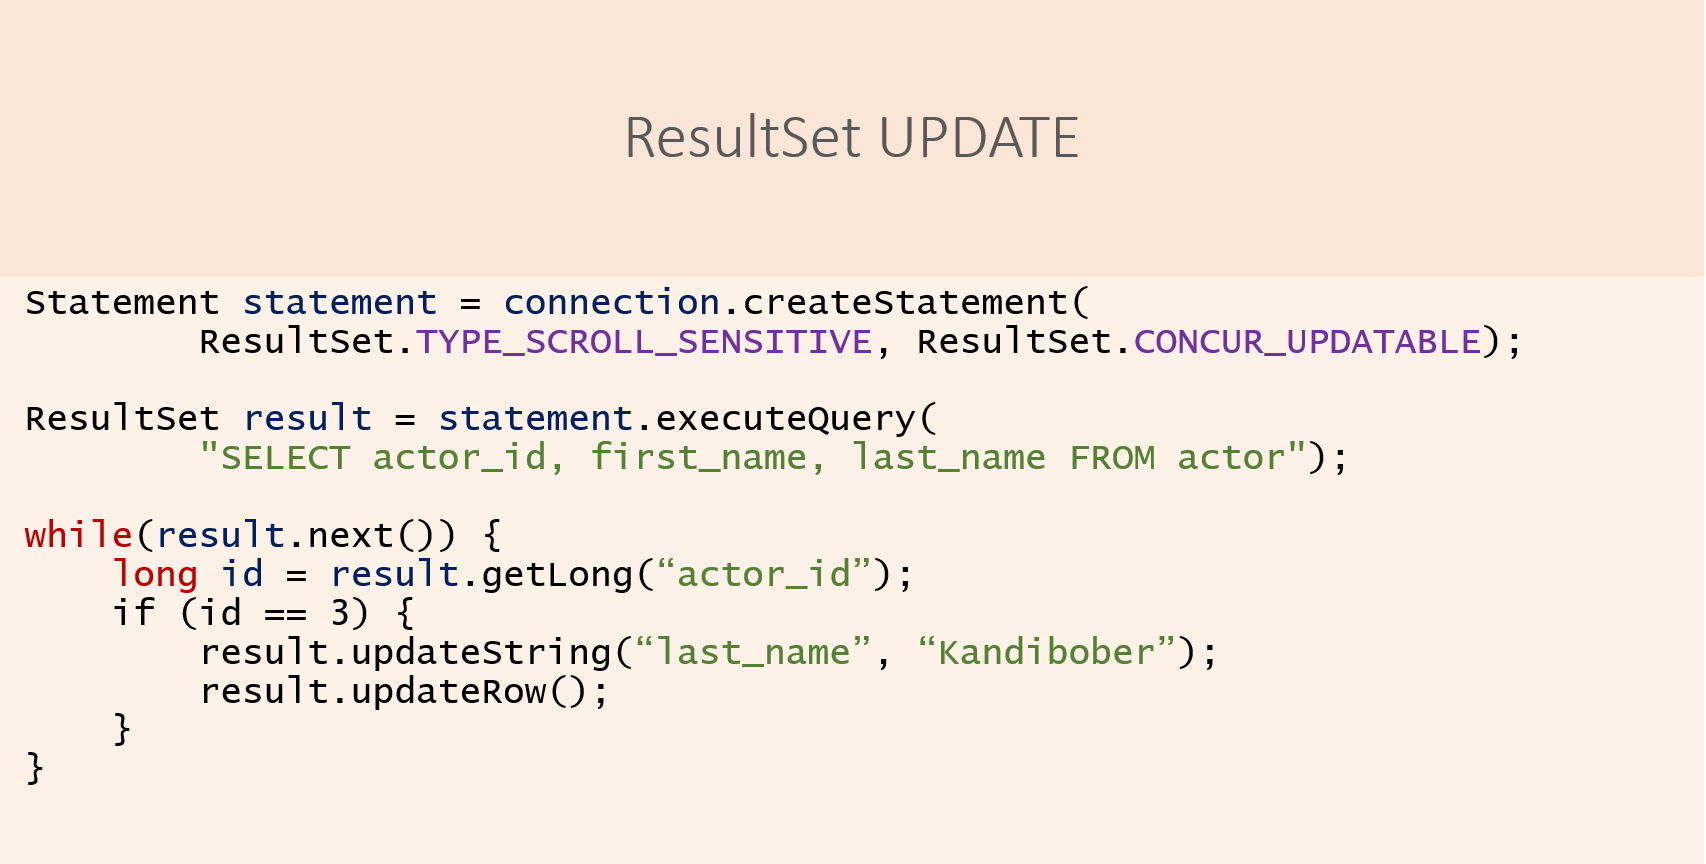 ResultSet UPDATE
Statement statement = connection.createStatement(
        ResultSet.TYPE_SCROLL_SENSITIVE, ResultSet.CONCUR_UPDATABLE);
ResultSet result = statement.executeQuery(
        "SELECT actor_id, first_name, last_name FROM actor");
while(result.next()) {
    long id = result.getLong(“actor_id”);
    if (id == 3) {
        result.updateString(“last_name”, “Kandibober”);
        result.updateRow();
    }
}